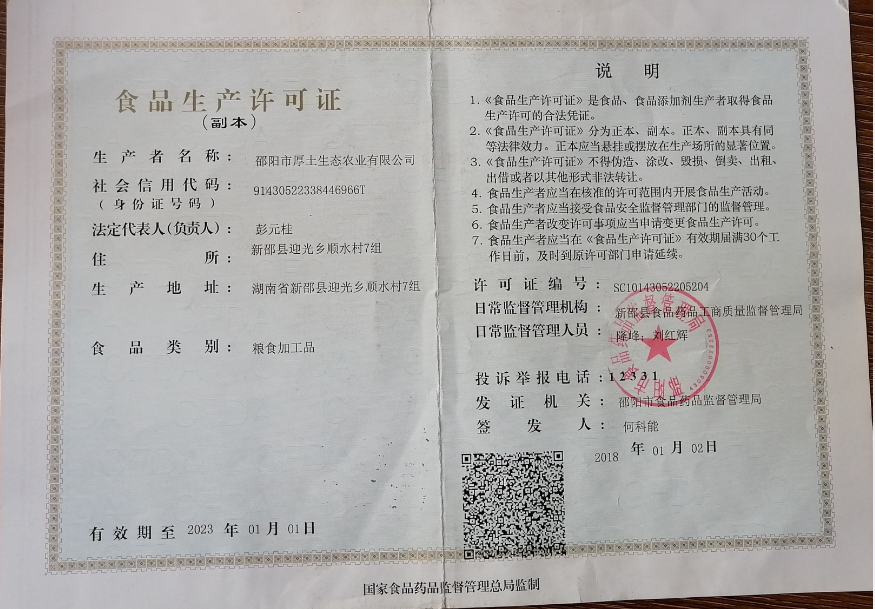 食品生产许可证
（副本）
生产者名称： 邵阳市厚土生态农业有限公司
社会信用代码： 91430522338446966T
（身份证号码）
法定代表人(负责人)： 彭元桂
住所： 新邵县迎光乡顺水村7组
生产地址： 湖南省新邵县迎光乡顺水村7组
食品类别： 粮食加工品
有效期至 2023 年 01 月 01 日
说 明
1.《食品生产许可证》是食品、食品添加剂生产者取得食品
生产许可的合法凭证。
2.《食品生产许可证》分为正本、副本。正本、副本具有同
等法律效力。正本应当悬挂或摆放在生产场所的显著位置。
3.《食品生产许可证》不得伪造、涂改、毁损、倒卖、出租、
出借或者以其他形式非法转让。
4. 食品生产者应当在核准的许可范围内开展食品生产活动。
5. 食品生产者应当接受食品安全监督管理部门的监督管理。
6. 食品生产者改变许可事项应当申请变更食品生产许可。
7. 食品生产者应当在《食品生产许可证》有效期届满30个工
作日前，及时到原许可部门申请延续。
许可证编号： SC10143052205204
日常监督管理机构： 新邵县食品药品工商质量监督管理局
日常监督管理人员： 隆峰；刘红辉
投诉举报电话：12331
发证机关： 邵阳市食品药品监督管理局
签发人： 何科能
2018 年 01 月 02 日
国家食品药品监督管理总局监制